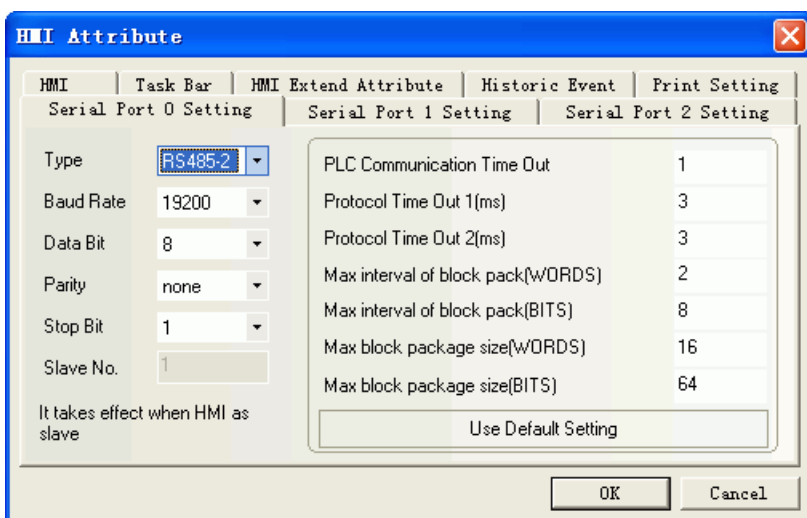 HMI Attribute
HMI
Task Bar
HMI Extend Attribute
Historic Event
Print Setting
Serial Port 0 Setting
Serial Port 1 Setting
Serial Port 2 Setting
Type RS485-2
Baud Rate 19200
Data Bit 8
Parity none
Stop Bit 1
Slave No. 1
It takes effect when HMI as
slave
PLC Communication Time Out 1
Protocol Time Out 1(ms) 3
Protocol Time Out 2(ms) 3
Max interval of block pack(WORDS) 2
Max interval of block pack(BITS) 8
Max block package size(WORDS) 16
Max block package size(BITS) 64
Use Default Setting
OK
Cancel